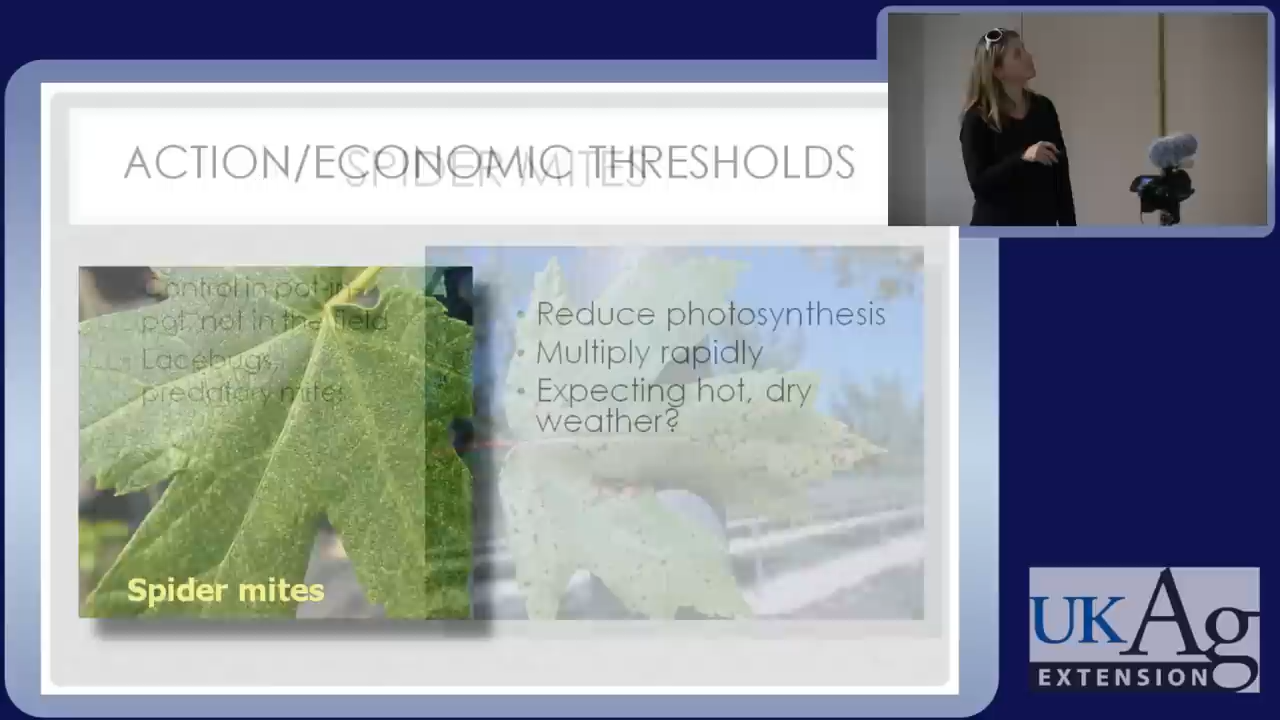 ACTION/ECONOMIC THRESHOLDS
SPIDER MITES
Control in pot-in-
pot, not in the field
Lacebugs,
predatory mites
• Reduce photosynthesis
• Multiply rapidly
• Expecting hot, dry
weather?
Spider mites
UKAg
EXTENSION